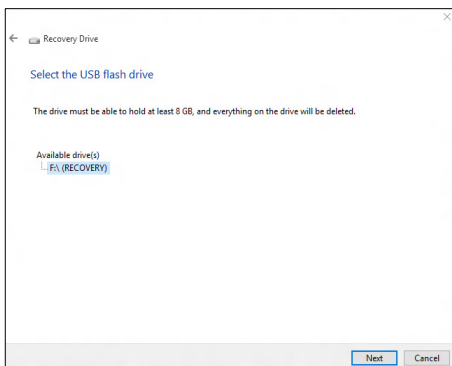 Recovery Drive
Select the USB flash drive
The drive must be able to hold at least 8 GB, and everything on the drive will be deleted.
Available drive(s)
F:\ (RECOVERY)
Next Cancel